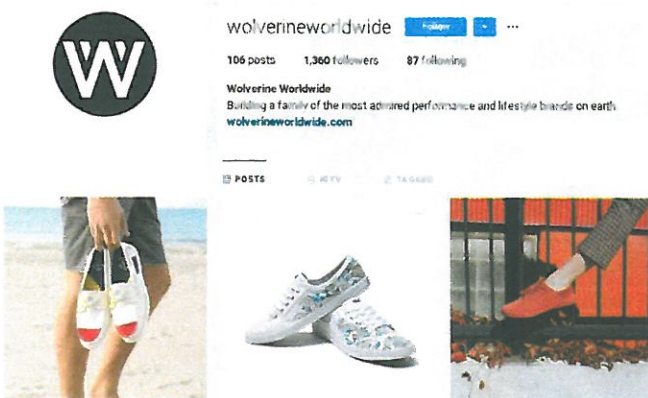 W
wolverineworldwide Follow ...
106 posts 1,360 followers 87 following
Wolverine Worldwide
Building a family of the most admired performance and lifestyle brands on earth
wolverineworldwide.com
POSTS IGTV TAGGED